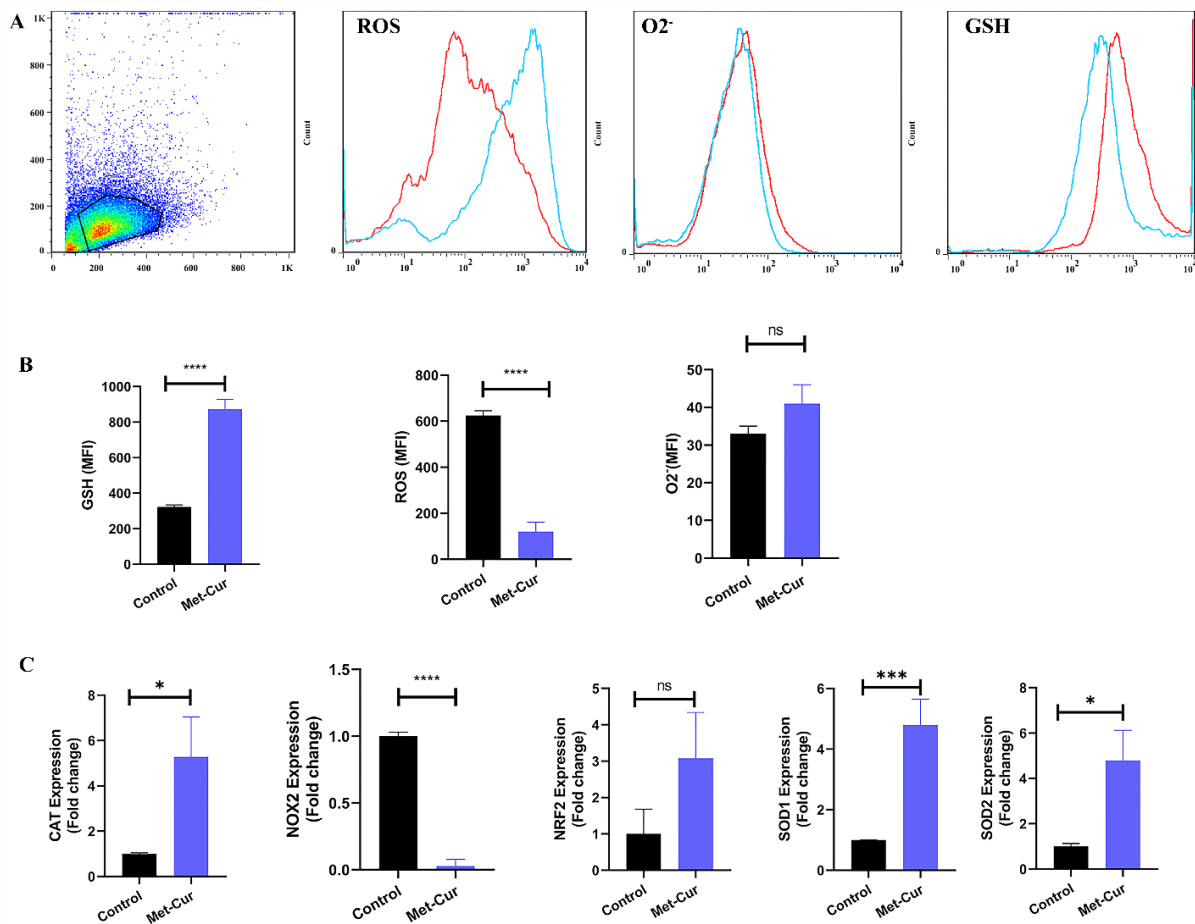 A
1K
800
600
400
200
0
0 200 400 600 800 1K
ROS
Count
0
10^0 10^1 10^2 10^3 10^4
O2-
Count
0
10^0 10^1 10^2 10^3 10^4
GSH
Count
0
10^0 10^1 10^2 10^3 10^4
B
GSH (MFI)
1000
800
600
400
200
0
****
Control
Met-Cur
ROS (MFI)
800
600
400
200
0
****
Control
Met-Cur
O2-(MFI)
50
40
30
20
10
0
ns
Control
Met-Cur
C
CAT Expression
(Fold change)
8
6
4
2
0
*
Control
Met-Cur
NOX2 Expression
(Fold change)
1.5
1.0
0.5
0.0
****
Control
Met-Cur
NRF2 Expression
(Fold change)
5
4
3
2
1
0
ns
Control
Met-Cur
SOD1 Expression
(Fold change)
6
4
2
0
***
Control
Met-Cur
SOD2 Expression
(Fold change)
8
6
4
2
0
*
Control
Met-Cur